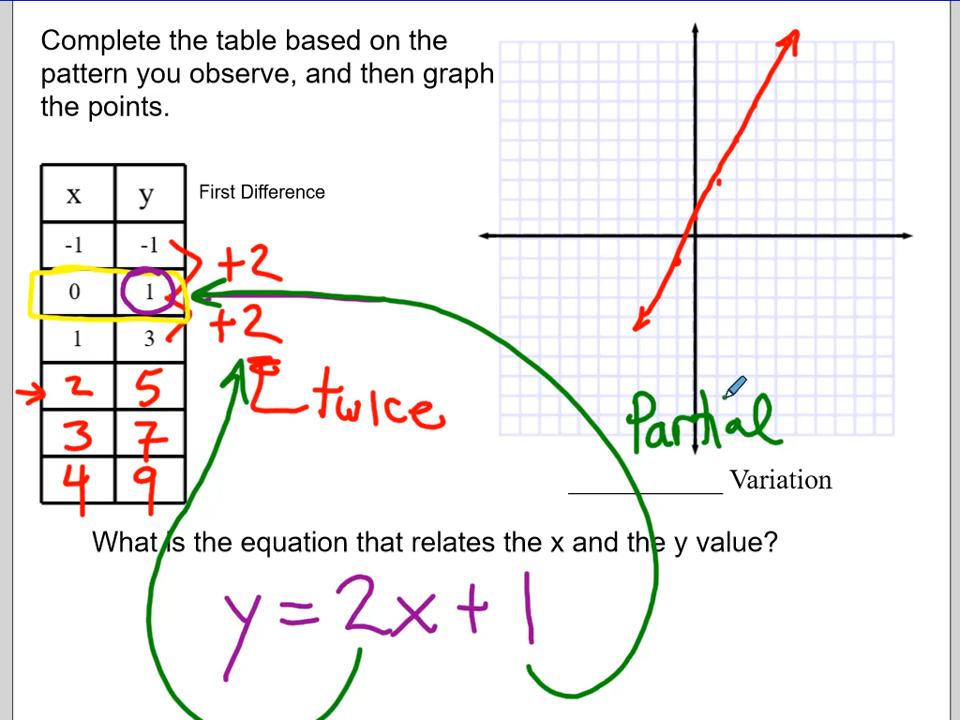 Complete the table based on the
pattern you observe, and then graph
the points.
x y First Difference
-1 -1
+2
0 1
+2
1 3
2 5
twice
3 7
4 9
Partial
Variation
What is the equation that relates the x and the y value?
y = 2x + 1